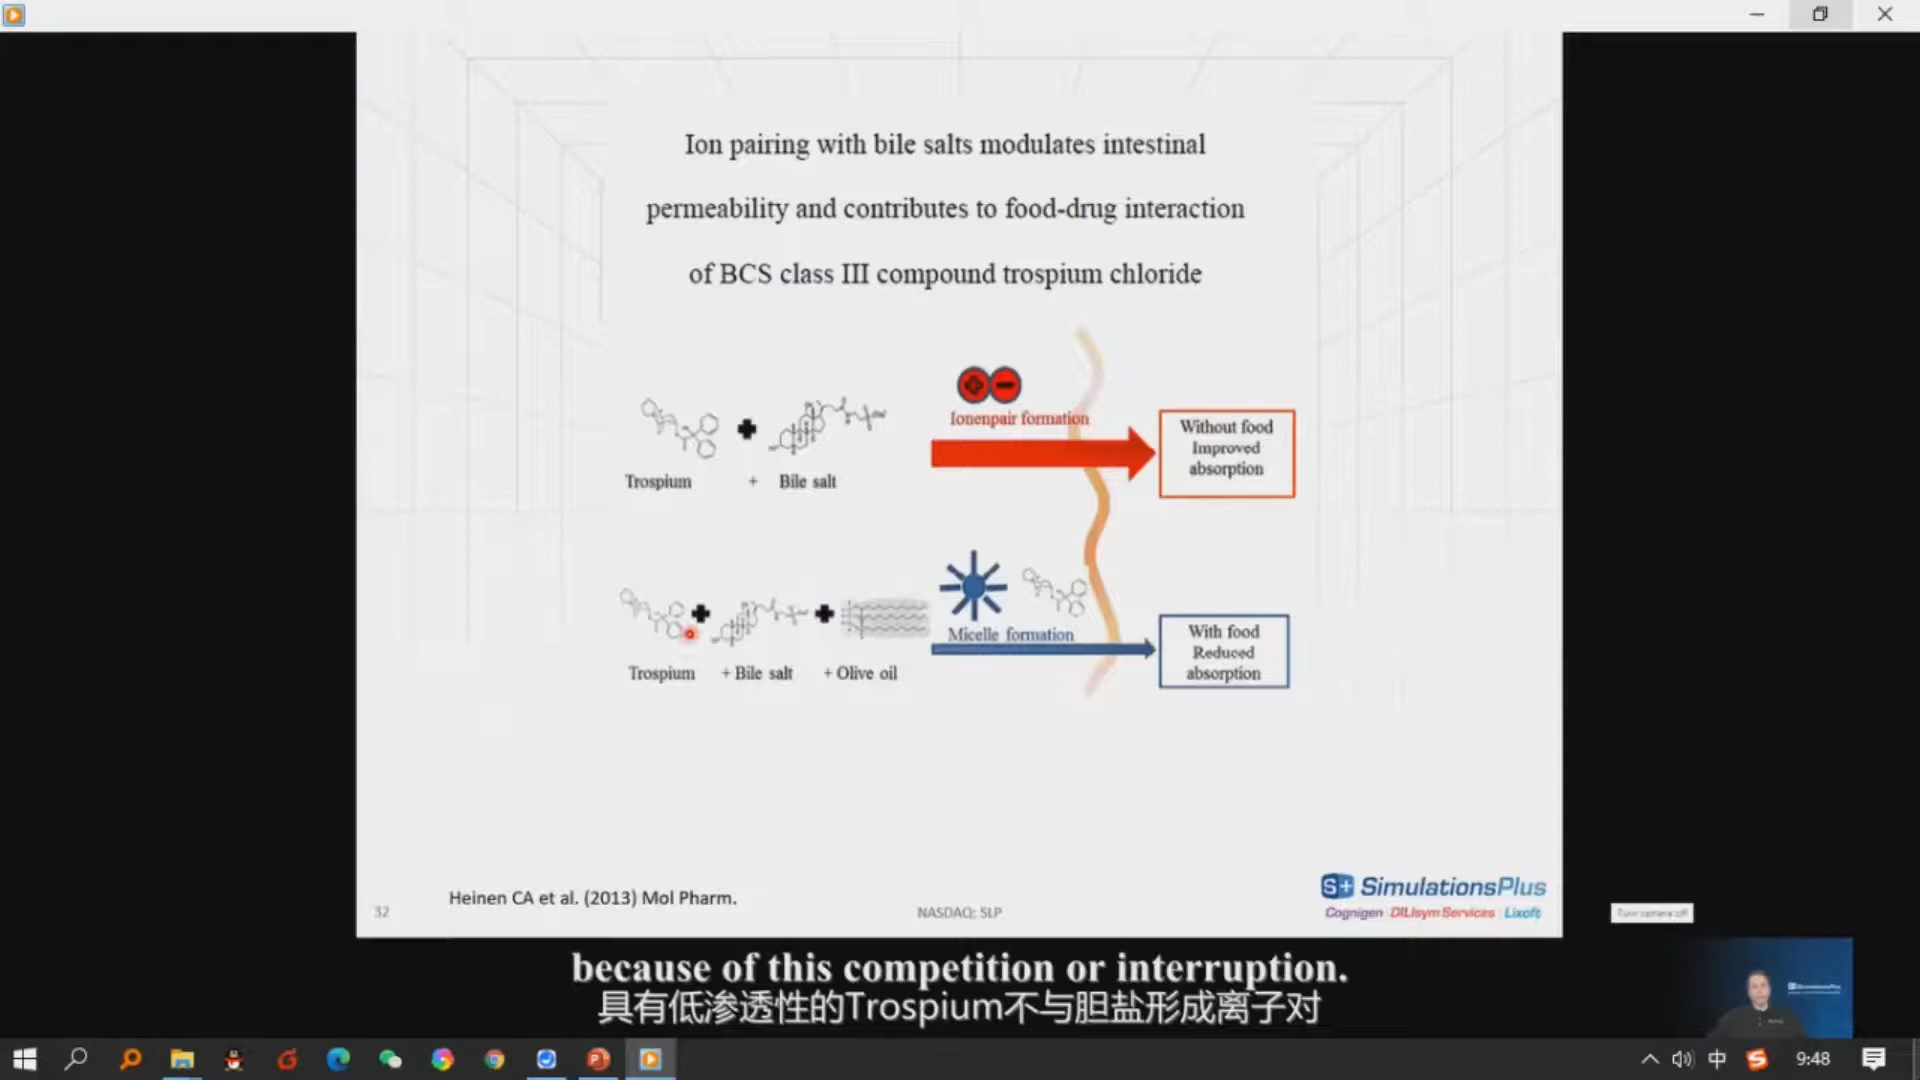 Ion pairing with bile salts modulates intestinal
permeability and contributes to food-drug interaction
of BCS class III compound trospium chloride
Ionenpair formation
Trospium + Bile salt
Without food
Improved
absorption
Micelle formation
Trospium + Bile salt + Olive oil
With food
Reduced
absorption
Heinen CA et al. (2013) Mol Pharm.
32
NASDAQ: SLP
S+ SimulationsPlus
Cognigen | DILIsym Services | Lixoft
Turn camera off
because of this competition or interruption.
具有低渗透性的Trospium不与胆盐形成离子对
中
9:48